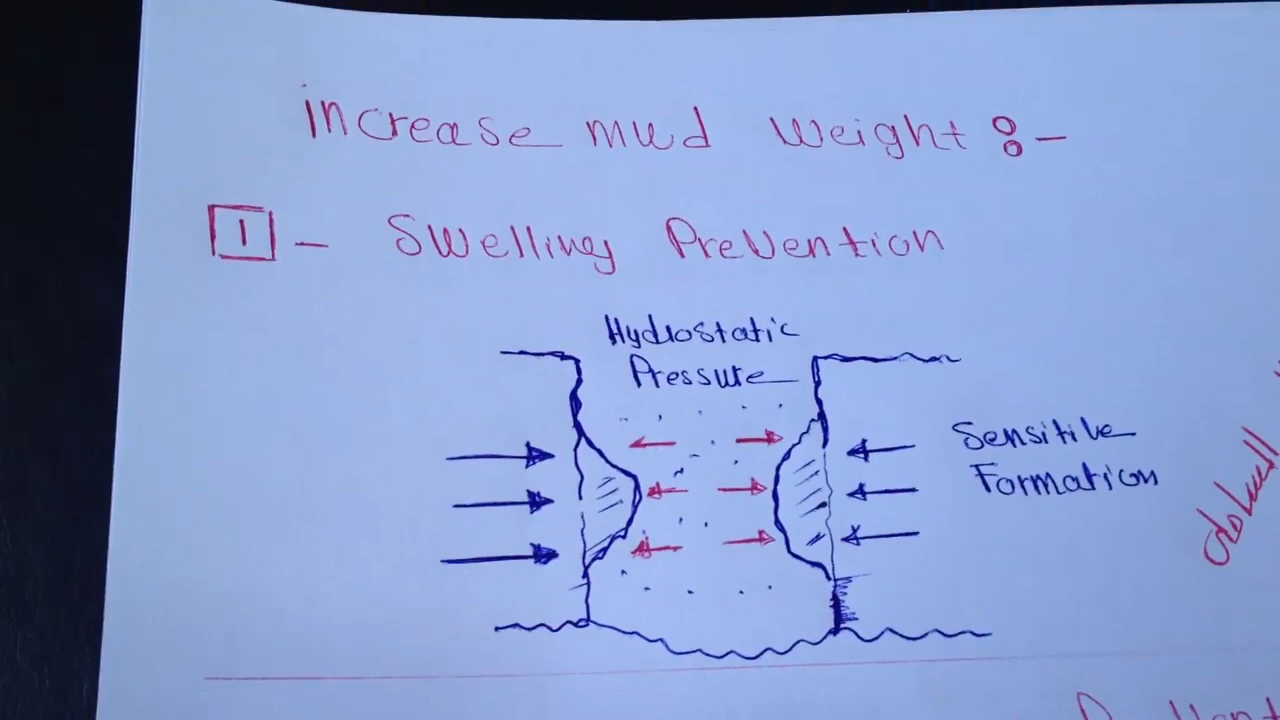 increase mud weight :-
1 - Swelling Prevention
Hydrostatic
Pressure
Sensitive
Formation